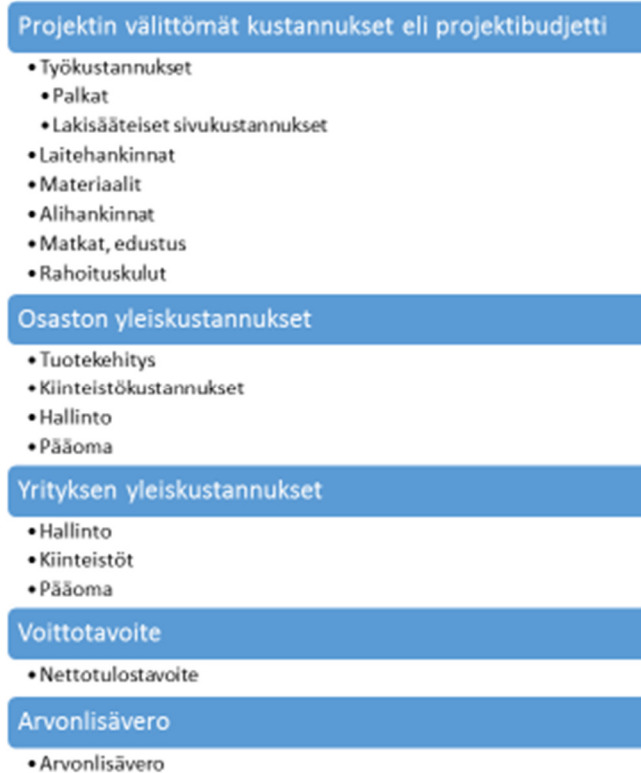 Projektin välittömät kustannukset eli projektibudjetti
• Työkustannukset
• Palkat
• Lakisääteiset sivukustannukset
• Laitehankinnat
• Materiaalit
• Alihankinnat
• Matkat, edustus
• Rahoituskulut
Osaston yleiskustannukset
• Tuotekehitys
• Kiinteistökustannukset
• Hallinto
• Pääoma
Yrityksen yleiskustannukset
• Hallinto
• Kiinteistöt
• Pääoma
Voittotavoite
• Nettotulostavoite
Arvonlisävero
• Arvonlisävero